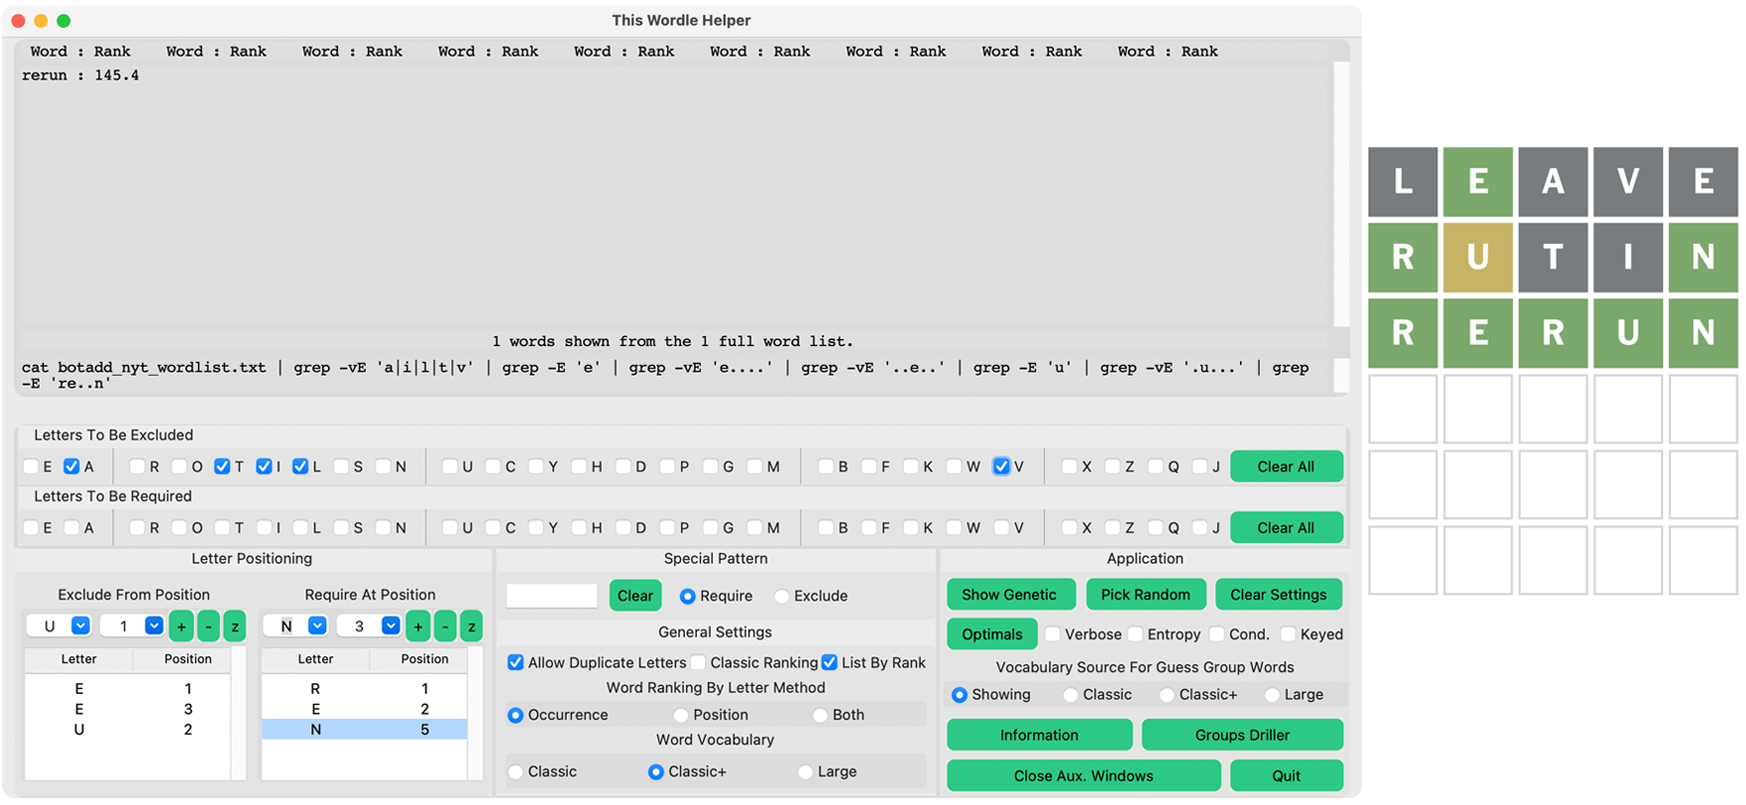 This Wordle Helper
Word : Rank Word : Rank Word : Rank Word : Rank Word : Rank Word : Rank Word : Rank Word : Rank Word : Rank
rerun : 145.4
1 words shown from the 1 full word list.
cat botadd_nyt_wordlist.txt | grep -vE 'a|i|l|t|v' | grep -E 'e' | grep -vE 'e....' | grep -vE '..e..' | grep -E 'u' | grep -vE '.u...' | grep
-E 're..n'
Letters To Be Excluded
E A R O T I L S N U C Y H D P G M B F K W V X Z Q J Clear All
Letters To Be Required
E A R O T I L S N U C Y H D P G M B F K W V X Z Q J Clear All
Letter Positioning
Exclude From Position
U 1 + - z
Letter Position
E 1
E 3
U 2
Require At Position
N 3 + - z
Letter Position
R 1
E 2
N 5
Special Pattern
Clear Require Exclude
General Settings
Allow Duplicate Letters Classic Ranking List By Rank
Word Ranking By Letter Method
Occurrence Position Both
Word Vocabulary
Classic Classic+ Large
Application
Show Genetic Pick Random Clear Settings
Optimals Verbose Entropy Cond. Keyed
Vocabulary Source For Guess Group Words
Showing Classic Classic+ Large
Information Groups Driller
Close Aux. Windows Quit
L E A V E
R U T I N
R E R U N